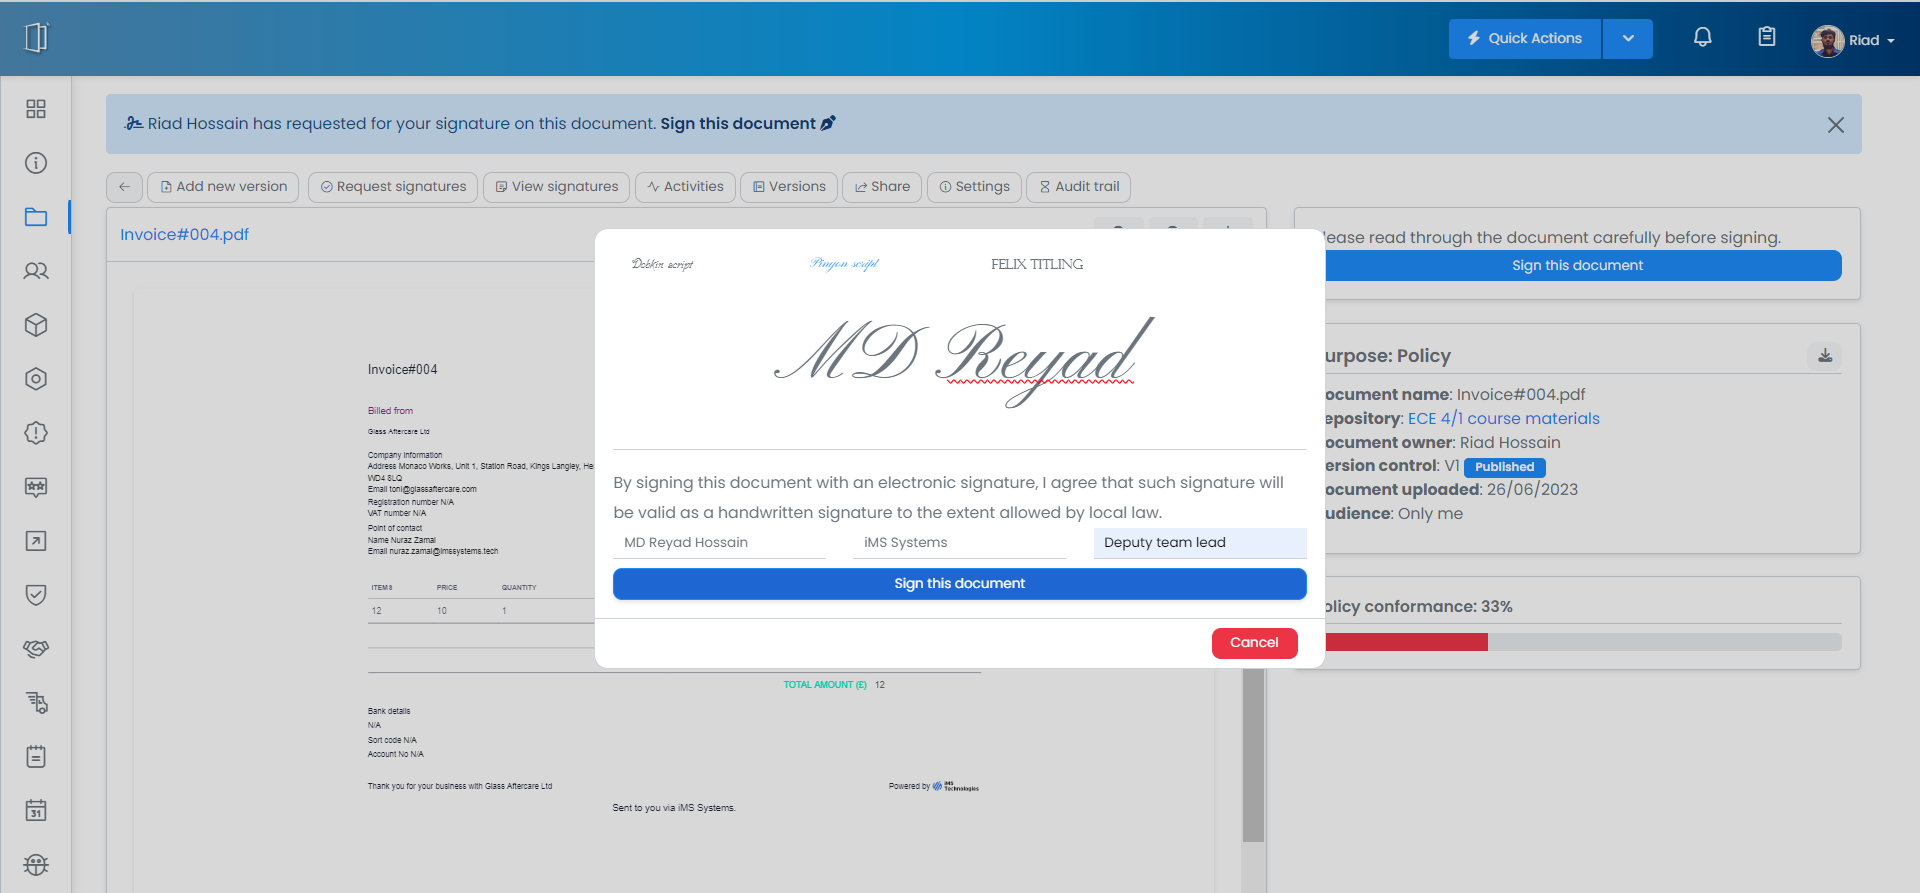 Quick Actions
Riad
Riad Hossain has requested for your signature on this document. Sign this document
Add new version
Request signatures
View signatures
Activities
Versions
Share
Settings
Audit trail
Invoice#004.pdf
Invoice#004
Billed from
Glass Aftercare Ltd
Company Information
Address Monaco Works, Unit 1, Station Road, Kings Langley, He
WD4 8LQ
Email toni@glassaftercare.com
Registration number N/A
VAT number N/A
Point of contact
Name Nuraz Zamal
Email nuraz.zamal@imssystems.tech
ITEMS PRICE QUANTITY
12 10 1
TOTAL AMOUNT (£) 12
Bank details
N/A
Sort code N/A
Account No N/A
Thank you for your business with Glass Aftercare Ltd
Powered by iMS Technologies
Sent to you via iMS Systems.
Dobkin script
Pinyon script
FELIX TITLING
MD Reyad
By signing this document with an electronic signature, I agree that such signature will
be valid as a handwritten signature to the extent allowed by local law.
MD Reyad Hossain
iMS Systems
Deputy team lead
Sign this document
Cancel
ease read through the document carefully before signing.
Sign this document
urpose: Policy
ocument name: Invoice#004.pdf
epository: ECE 4/1 course materials
ocument owner: Riad Hossain
ersion control: V1 Published
ocument uploaded: 26/06/2023
udience: Only me
olicy conformance: 33%
31